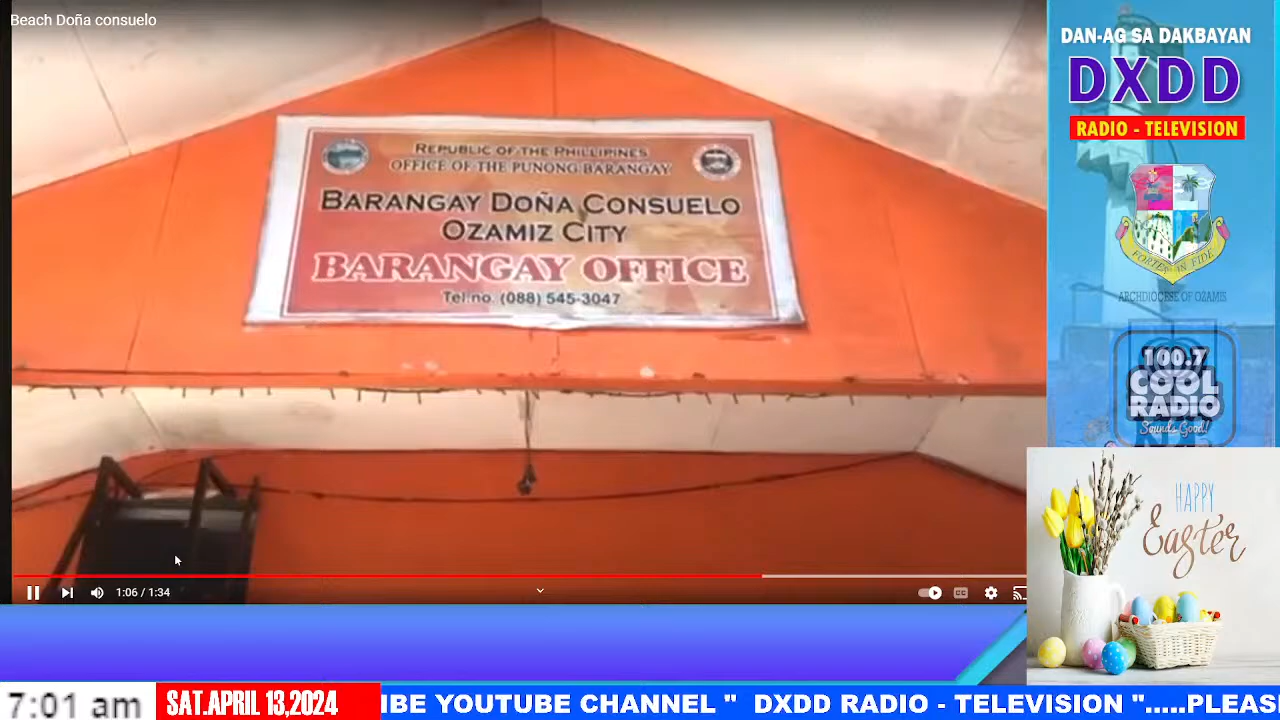 Beach Doña consuelo
REPUBLIC OF THE PHILLIPINES
OFFICE OF THE PUNONG BARANGAY
BARANGAY DOÑA CONSUELO
OZAMIZ CITY
BARANGAY OFFICE
Tel.no. (088) 545-3047
1:06 / 1:34
CC
DAN-AG SA DAKBAYAN
DXDD
RADIO - TELEVISION
FORTES IN FIDE
ARCHDIOCESE OF OZAMIS
100.7
COOL
RADIO
Sounds Good!
HAPPY
Easter
7:01 am
SAT.APRIL 13,2024
IBE YOUTUBE CHANNEL " DXDD RADIO - TELEVISION ".....PLEAS